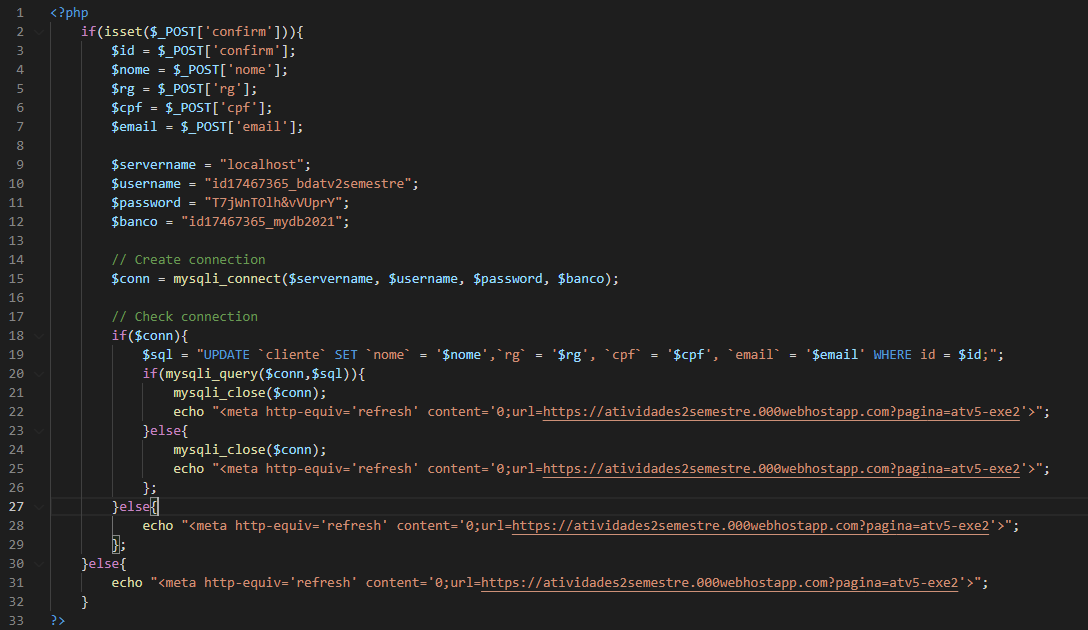 1 <?php
2 if(isset($_POST['confirm'])){
3 $id = $_POST['confirm'];
4 $nome = $_POST['nome'];
5 $rg = $_POST['rg'];
6 $cpf = $_POST['cpf'];
7 $email = $_POST['email'];
8
9 $servername = "localhost";
10 $username = "id17467365_bdatv2semestre";
11 $password = "T7jWnTOlh&vVUprY";
12 $banco = "id17467365_mydb2021";
13
14 // Create connection
15 $conn = mysqli_connect($servername, $username, $password, $banco);
16
17 // Check connection
18 if($conn){
19 $sql = "UPDATE `cliente` SET `nome` = '$nome',`rg` = '$rg', `cpf` = '$cpf', `email` = '$email' WHERE id = $id;";
20 if(mysqli_query($conn,$sql)){
21 mysqli_close($conn);
22 echo "<meta http-equiv='refresh' content='0;url=https://atividades2semestre.000webhostapp.com?pagina=atv5-exe2'>";
23 }else{
24 mysqli_close($conn);
25 echo "<meta http-equiv='refresh' content='0;url=https://atividades2semestre.000webhostapp.com?pagina=atv5-exe2'>";
26 };
27 }else{
28 echo "<meta http-equiv='refresh' content='0;url=https://atividades2semestre.000webhostapp.com?pagina=atv5-exe2'>";
29 };
30 }else{
31 echo "<meta http-equiv='refresh' content='0;url=https://atividades2semestre.000webhostapp.com?pagina=atv5-exe2'>";
32 }
33 ?>